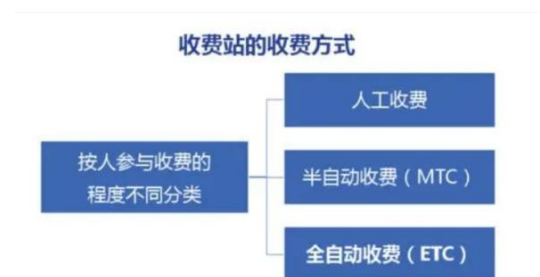 收费站的收费方式
人工收费
按人参与收费的
程度不同分类
半自动收费（MTC）
全自动收费（ETC）